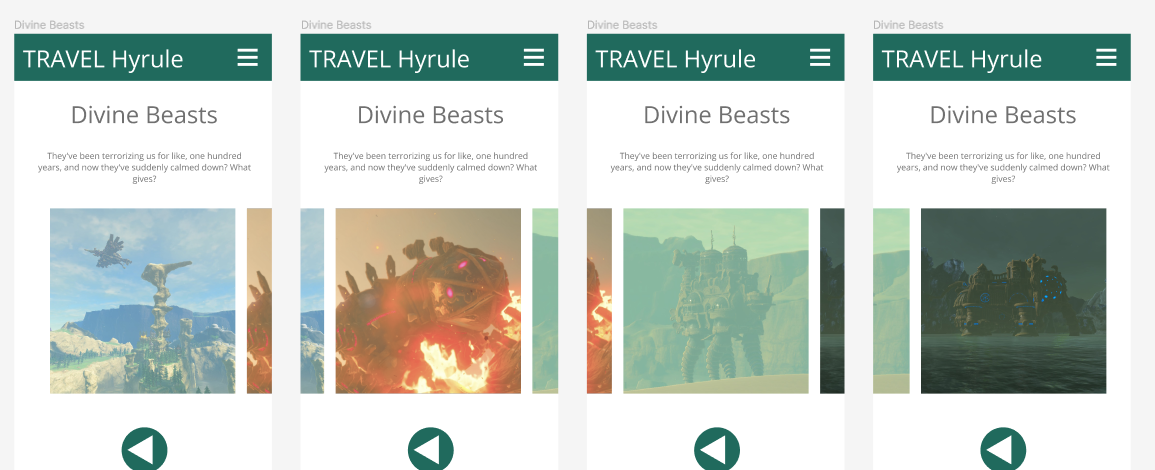 Divine Beasts
TRAVEL Hyrule
Divine Beasts
They've been terrorizing us for like, one hundred
years, and now they've suddenly calmed down? What
gives?
Divine Beasts
TRAVEL Hyrule
Divine Beasts
They've been terrorizing us for like, one hundred
years, and now they've suddenly calmed down? What
gives?
Divine Beasts
TRAVEL Hyrule
Divine Beasts
They've been terrorizing us for like, one hundred
years, and now they've suddenly calmed down? What
gives?
Divine Beasts
TRAVEL Hyrule
Divine Beasts
They've been terrorizing us for like, one hundred
years, and now they've suddenly calmed down? What
gives?